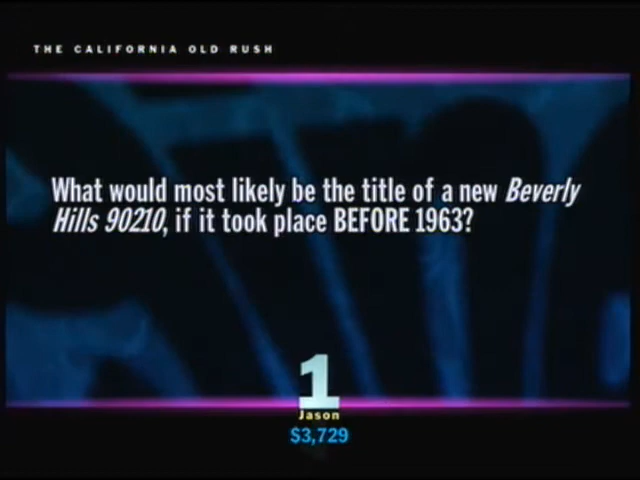 THE CALIFORNIA OLD RUSH
What would most likely be the title of a new Beverly
Hills 90210, if it took place BEFORE 1963?
1
Jason
$3,729